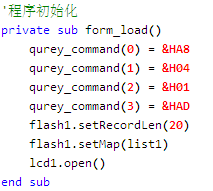 '程序初始化
private sub form_load()
    qurey_command(0) = &HA8
    qurey_command(1) = &H04
    qurey_command(2) = &H01
    qurey_command(3) = &HAD
    flash1.setRecordLen(20)
    flash1.setMap(list1)
    lcd1.open()
end sub